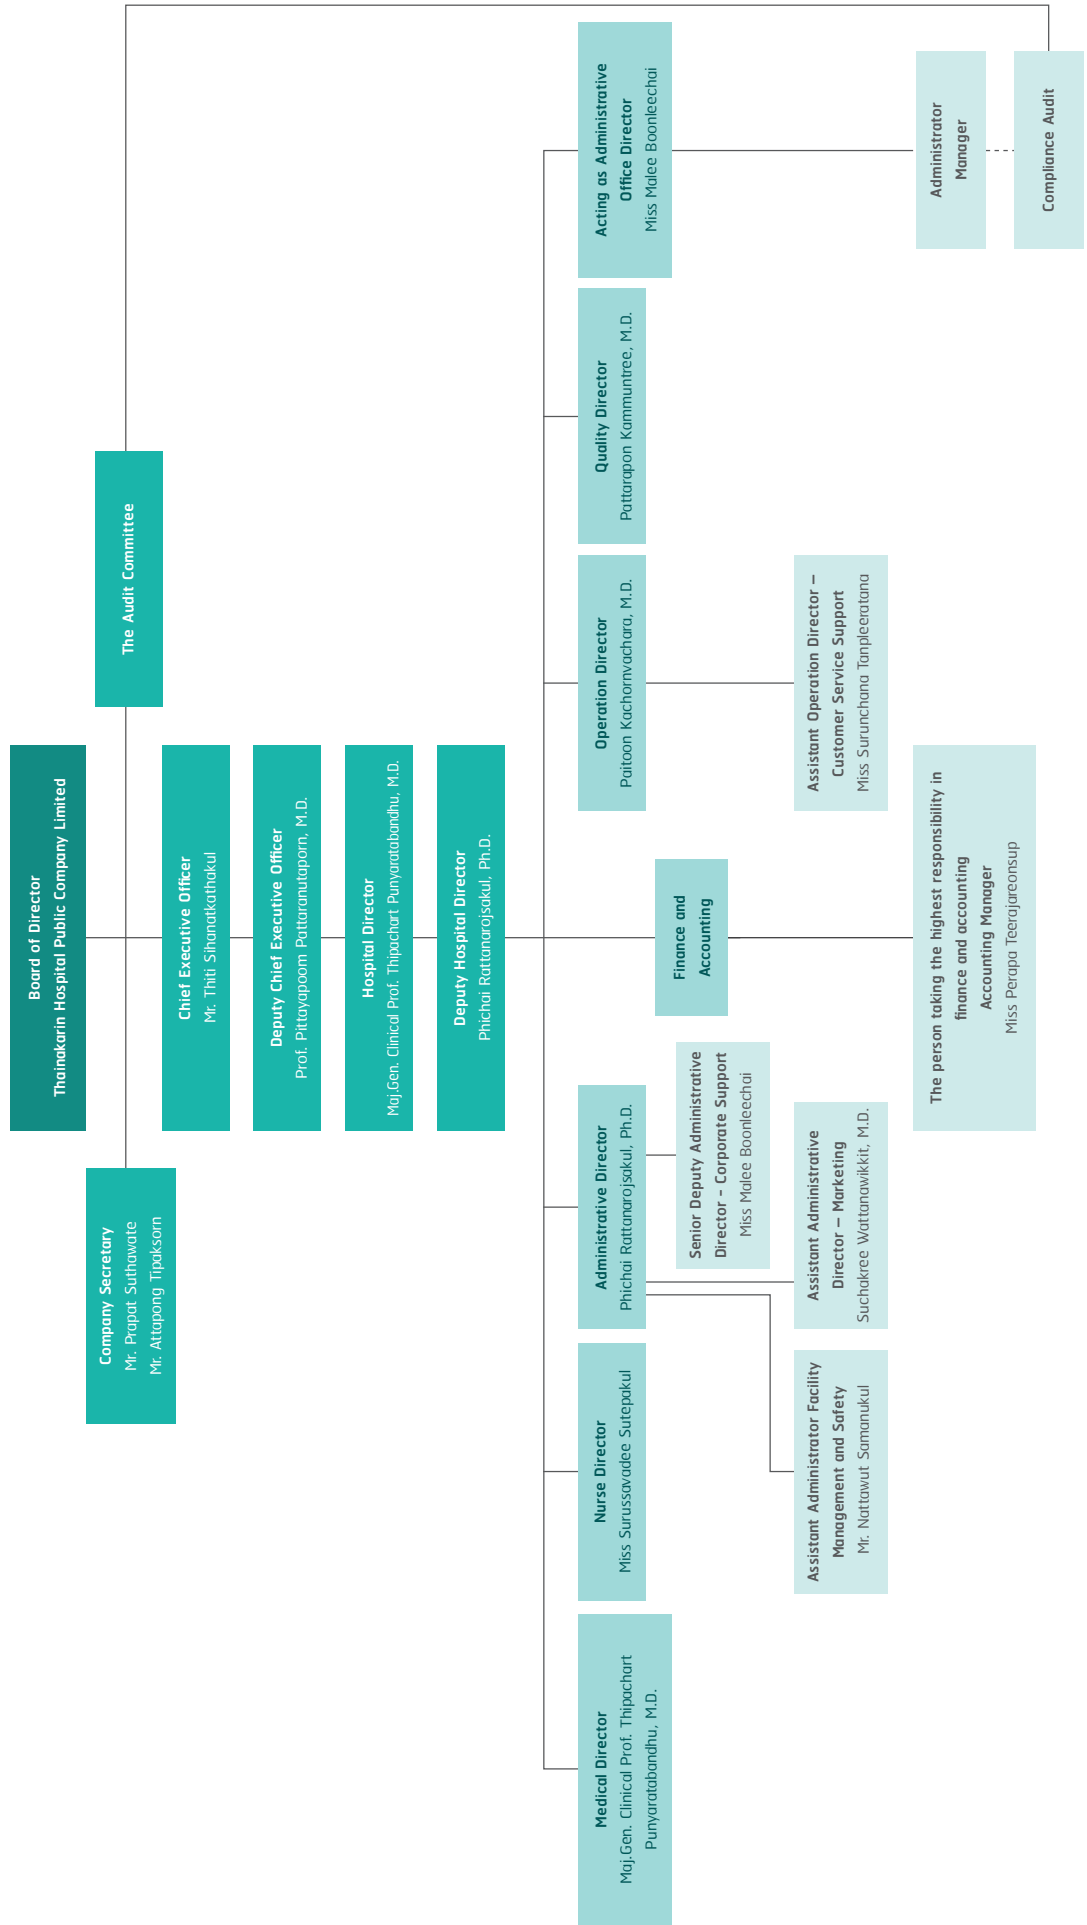 Board of Director
Thainakarin Hospital Public Company Limited
Company Secretary
Mr. Prapat Suthawate
Mr. Attapong Tipaksorn
The Audit Committee
Chief Executive Officer
Mr. Thiti Sihanatkathakul
Deputy Chief Executive Officer
Prof. Pittayapoom Pattaranutaporn, M.D.
Hospital Director
Maj.Gen. Clinical Prof. Thipachart Punyaratabandhu, M.D.
Deputy Hospital Director
Phichai Rattanarojsakul, Ph.D.
Medical Director
Maj.Gen. Clinical Prof. Thipachart
Punyaratabandhu, M.D.
Nurse Director
Miss Surussavadee Sutepakul
Administrative Director
Phichai Rattanarojsakul, Ph.D.
Finance and
Accounting
Operation Director
Paitoon Kachornvachara, M.D.
Quality Director
Pattarapon Kammuntree, M.D.
Acting as Administrative
Office Director
Miss Malee Boonleechai
Senior Deputy Administrative
Director - Corporate Support
Miss Malee Boonleechai
Assistant Administrator Facility
Management and Safety
Mr. Nattawut Samanukul
Assistant Administrative
Director – Marketing
Suchakree Wattanawikkit, M.D.
Assistant Operation Director –
Customer Service Support
Miss Surunchana Tanpleeratana
The person taking the highest responsibility in
finance and accounting
Accounting Manager
Miss Perapa Teerajareonsup
Administrator
Manager
Compliance Audit